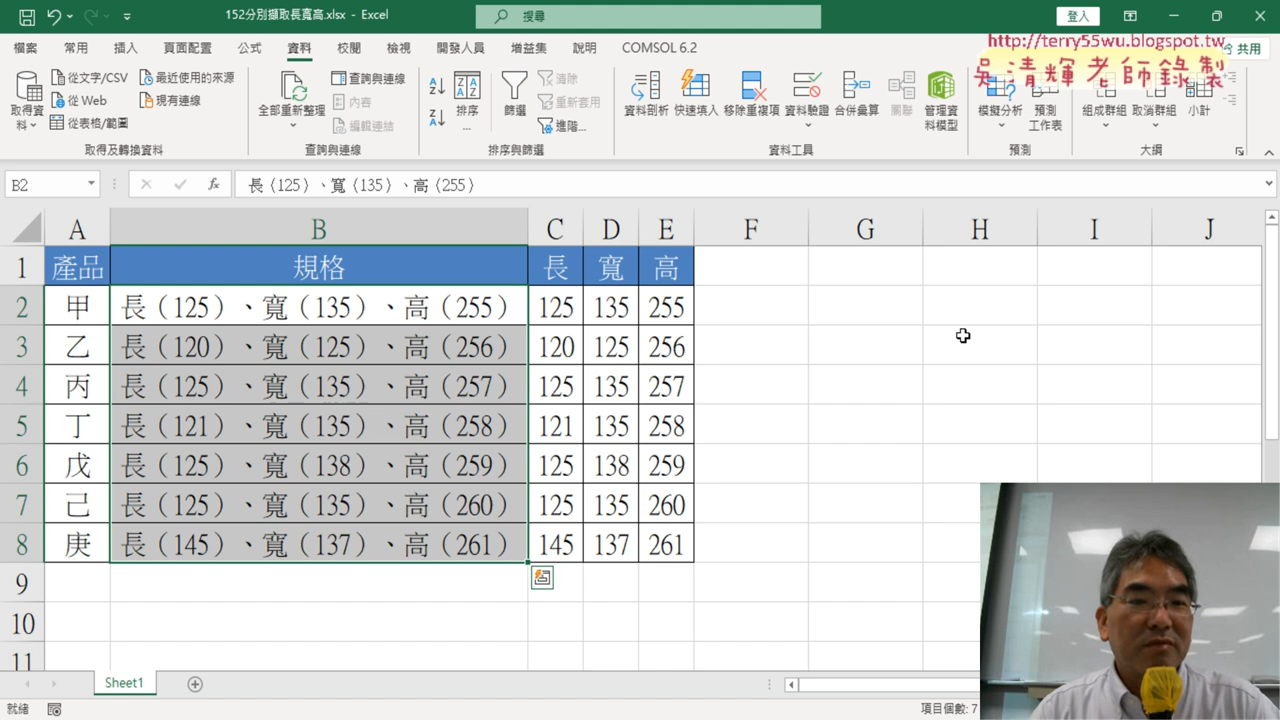 152分別擷取長寬高.xlsx - Excel
搜尋
登入
檔案 常用 插入 頁面配置 公式 資料 校閱 檢視 開發人員 增益集 說明 COMSOL 6.2
http://terry55wu.blogspot.tw
吳清輝老師錄製
共用
取得資料
從文字/CSV
從 Web
從表格/範圍
最近使用的來源
現有連線
取得及轉換資料
全部重新整理
查詢與連線
內容
編輯連結
查詢與連線
排序...
篩選
清除
重新套用
進階...
排序與篩選
資料剖析
快速填入
移除重複項
資料驗證
合併彙算
關聯
管理資料模型
資料工具
模擬分析
預測工作表
預測
組成群組
取消群組
小計
大綱
B2 fx 長（125）、寬（135）、高（255）
A B C D E F G H I J
1 產品 規格 長 寬 高
2 甲 長（125）、寬（135）、高（255） 125 135 255
3 乙 長（120）、寬（125）、高（256） 120 125 256
4 丙 長（125）、寬（135）、高（257） 125 135 257
5 丁 長（121）、寬（135）、高（258） 121 135 258
6 戊 長（125）、寬（138）、高（259） 125 138 259
7 己 長（125）、寬（135）、高（260） 125 135 260
8 庚 長（145）、寬（137）、高（261） 145 137 261
9
10
11
Sheet1
就緒
項目個數: 7